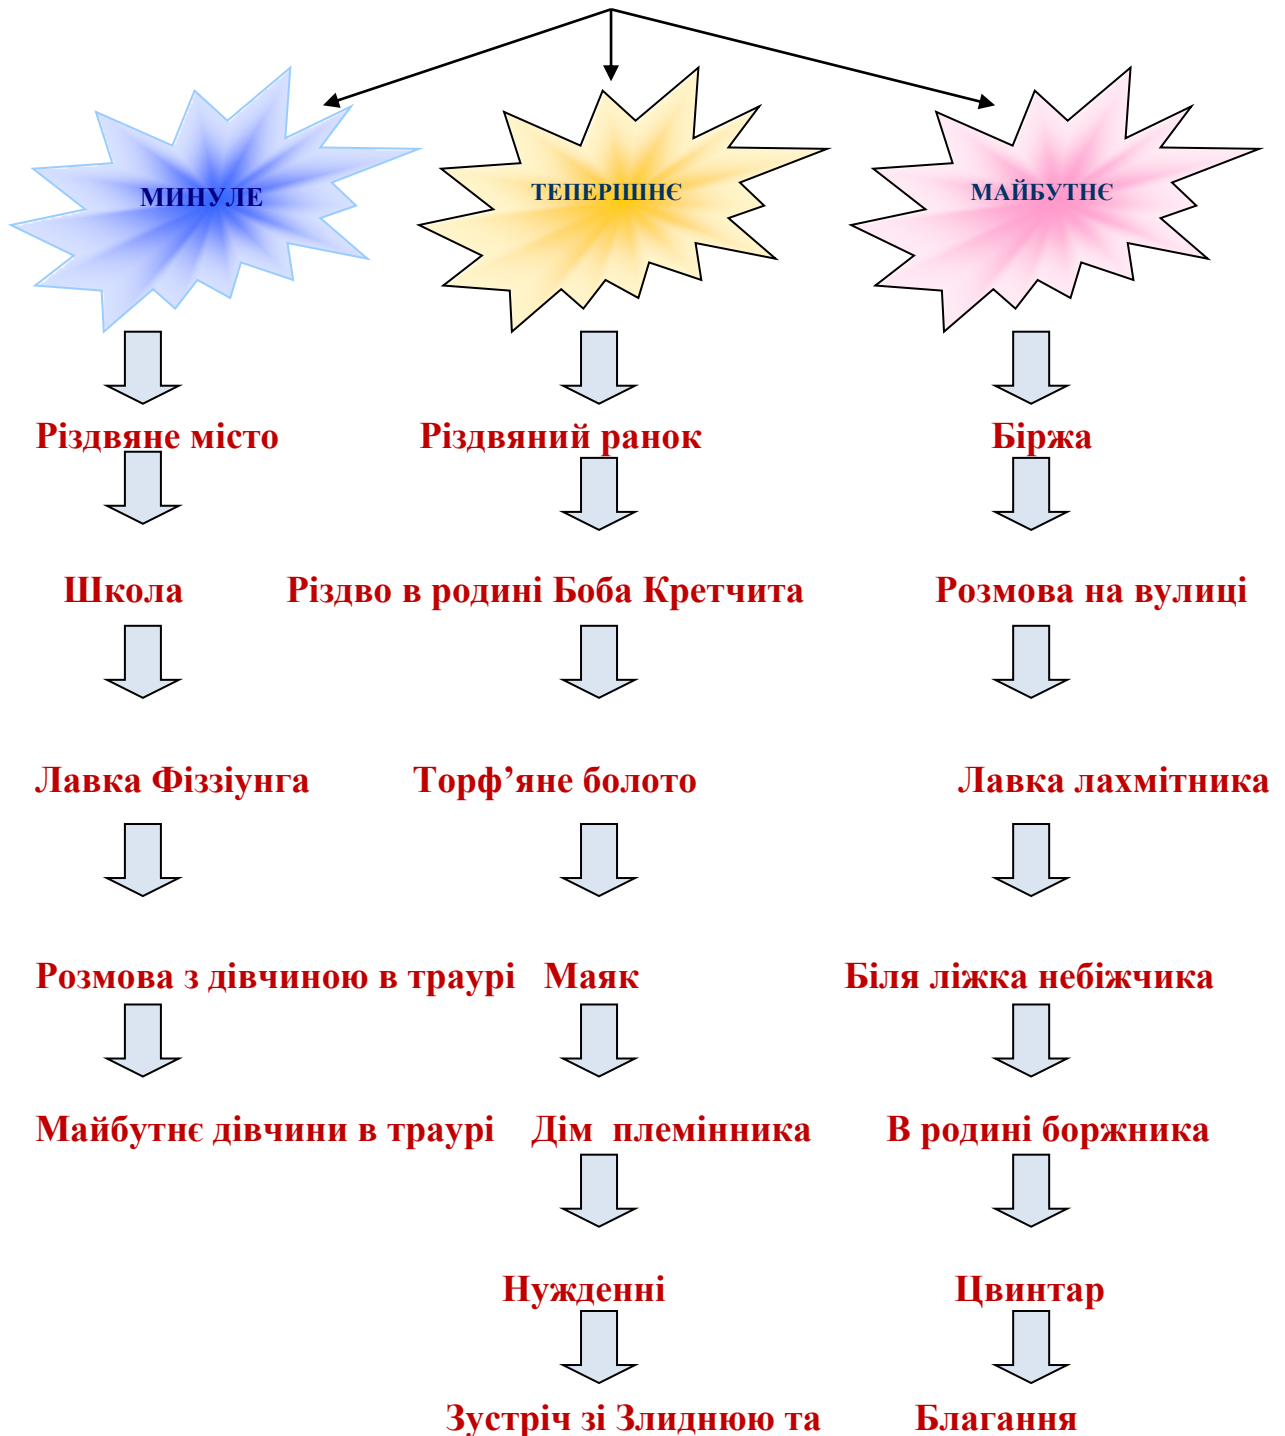 МИНУЛЕ ТЕПЕРІШНЄ МАЙБУТНЄ
Різдвяне місто Різдвяний ранок Біржа
Школа Різдво в родині Боба Кретчита Розмова на вулиці
Лавка Фіззіунга Торф’яне болото Лавка лахмітника
Розмова з дівчиною в траурі Маяк Біля ліжка небіжчика
Майбутнє дівчини в траурі Дім племінника В родині боржника
Нужденні Цвинтар
Зустріч зі Злиднюю та Благання